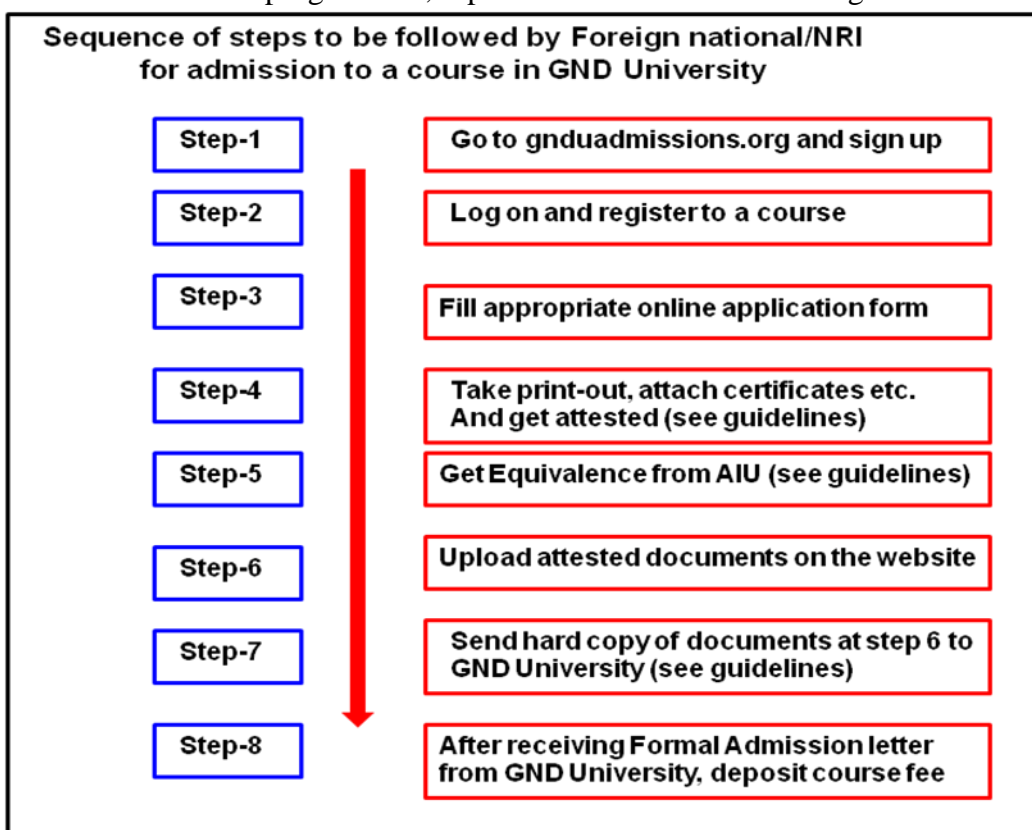 Sequence of steps to be followed by Foreign national/NRI
for admission to a course in GND University
Step-1
Go to gnduadmissions.org and sign up
Step-2
Log on and register to a course
Step-3
Fill appropriate online application form
Step-4
Take print-out, attach certificates etc.
And get attested (see guidelines)
Step-5
Get Equivalence from AIU (see guidelines)
Step-6
Upload attested documents on the website
Step-7
Send hard copy of documents at step 6 to
GND University (see guidelines)
Step-8
After receiving Formal Admission letter
from GND University, deposit course fee